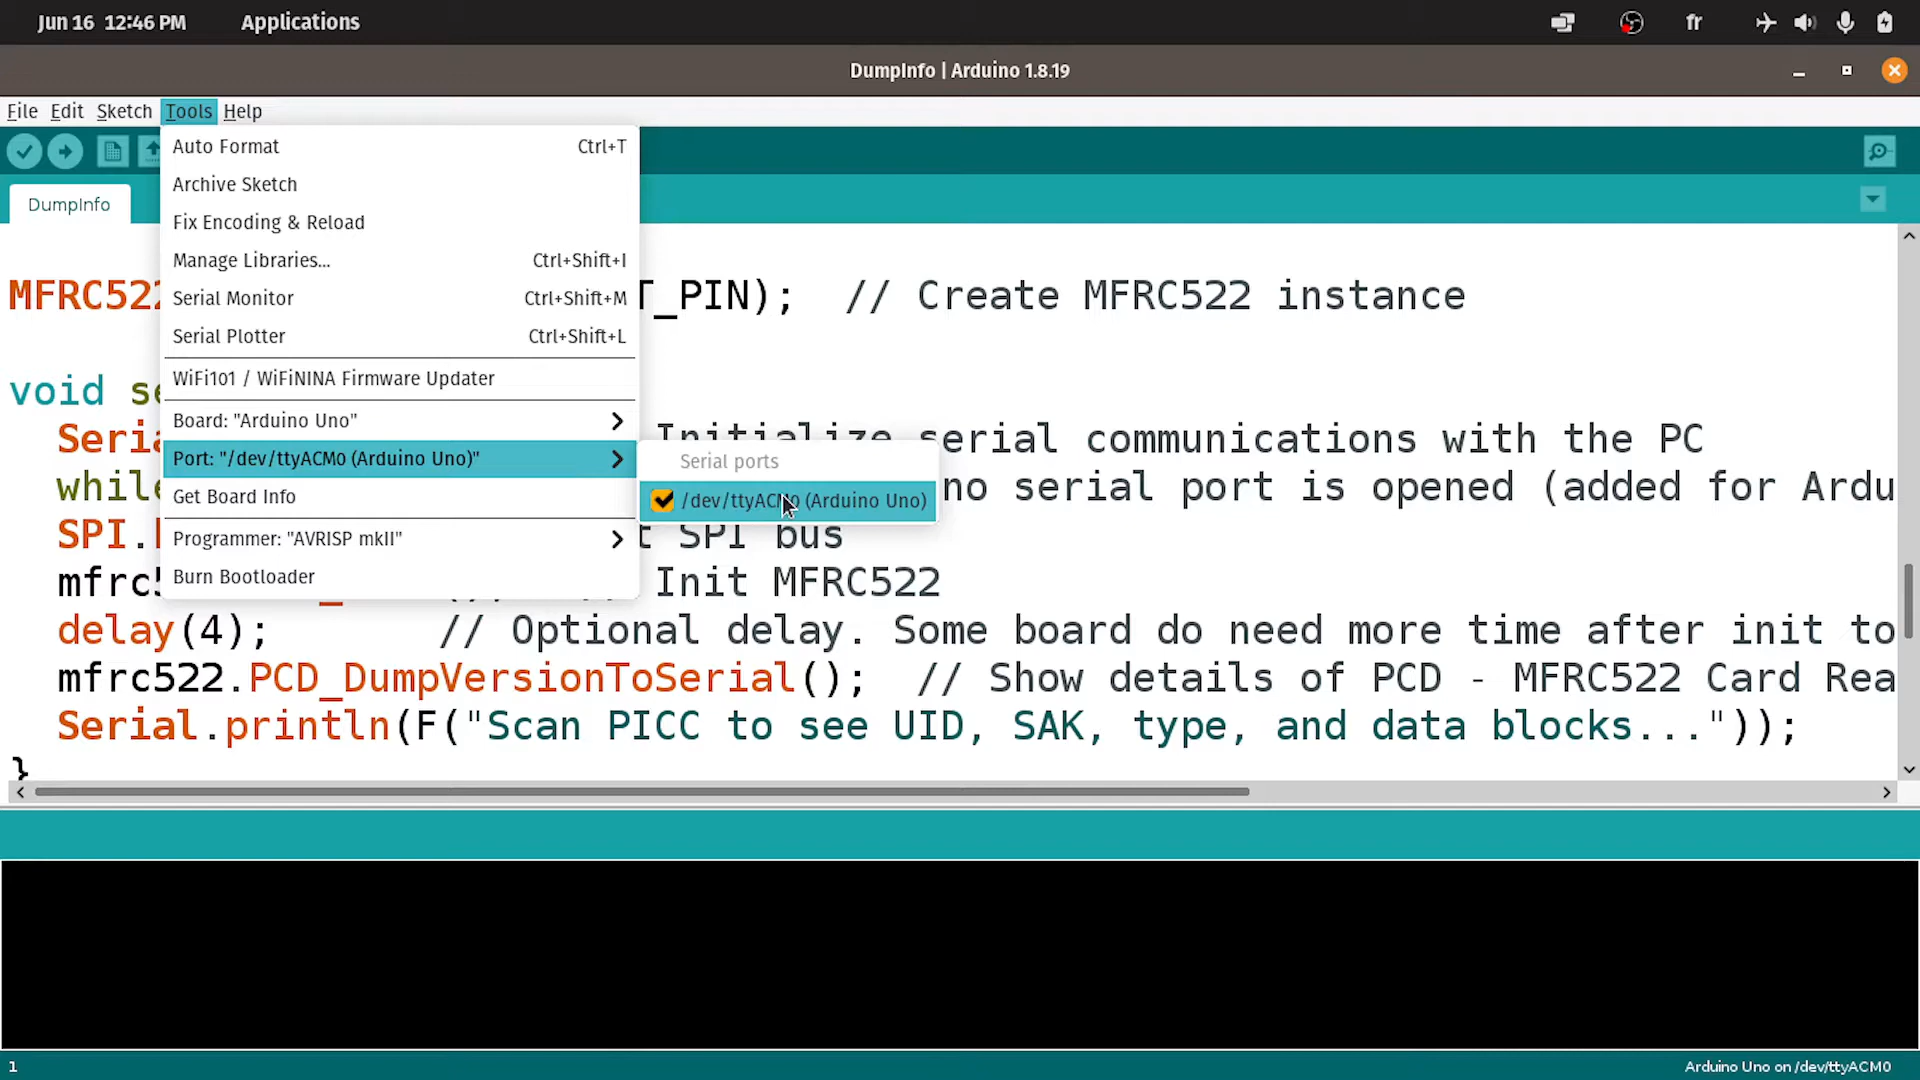 Jun 16 12:46 PM Applications fr
DumpInfo | Arduino 1.8.19
File Edit Sketch Tools Help
DumpInfo
Auto Format Ctrl+T
Archive Sketch
Fix Encoding & Reload
Manage Libraries... Ctrl+Shift+I
Serial Monitor Ctrl+Shift+M
Serial Plotter Ctrl+Shift+L
WiFi101 / WiFiNINA Firmware Updater
Board: "Arduino Uno"
Port: "/dev/ttyACM0 (Arduino Uno)"
Get Board Info
Programmer: "AVRISP mkII"
Burn Bootloader
Serial ports
/dev/ttyACM0 (Arduino Uno)
MFRC522 T_PIN); // Create MFRC522 instance
void se
Seria Initialize serial communications with the PC
while no serial port is opened (added for Ardu
SPI. t SPI bus
mfrc5 Init MFRC522
delay(4); // Optional delay. Some board do need more time after init to
mfrc522.PCD_DumpVersionToSerial(); // Show details of PCD - MFRC522 Card Rea
Serial.println(F("Scan PICC to see UID, SAK, type, and data blocks..."));
}
1 Arduino Uno on /dev/ttyACM0